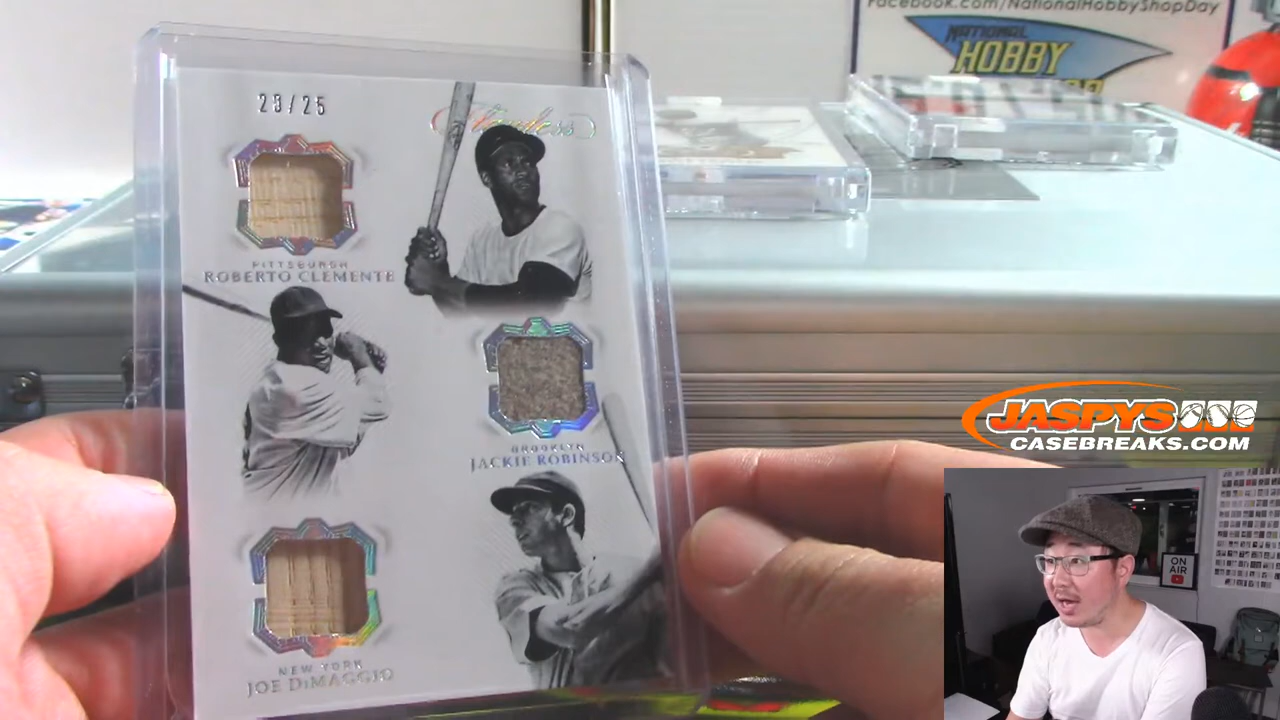 Facebook.com/NationalHobbyShopDay
NATIONAL
HOBBY
23/25
Flawless
PITTSBURGH
ROBERTO CLEMENTE
BROOKLYN
JACKIE ROBINSON
NEW YORK
JOE DiMAGGIO
JASPYS
CASEBREAKS.COM
ON
AIR